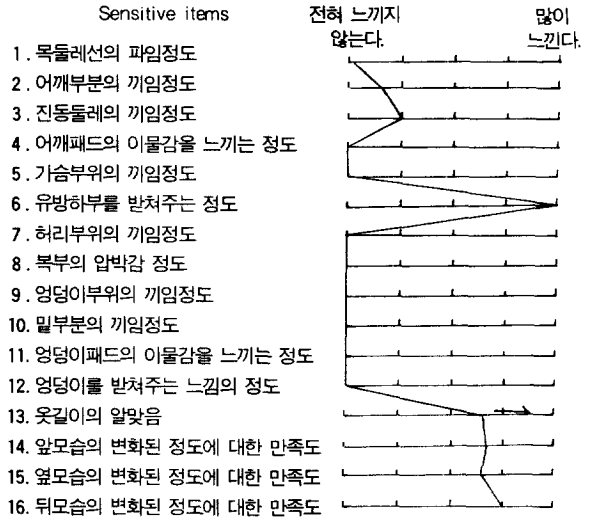 Sensitive items
전혀 느끼지
않는다.
많이
느낀다.
1. 목둘레선의 파임정도
2. 어깨부분의 끼임정도
3. 진동둘레의 끼임정도
4. 어깨패드의 이물감을 느끼는 정도
5. 가슴부위의 끼임정도
6. 유방하부를 받쳐주는 정도
7. 허리부위의 끼임정도
8. 복부의 압박감 정도
9. 엉덩이부위의 끼임정도
10. 밑부분의 끼임정도
11. 엉덩이패드의 이물감을 느끼는 정도
12. 엉덩이를 받쳐주는 느낌의 정도
13. 옷길이의 알맞음
14. 앞모습의 변화된 정도에 대한 만족도
15. 옆모습의 변화된 정도에 대한 만족도
16. 뒤모습의 변화된 정도에 대한 만족도